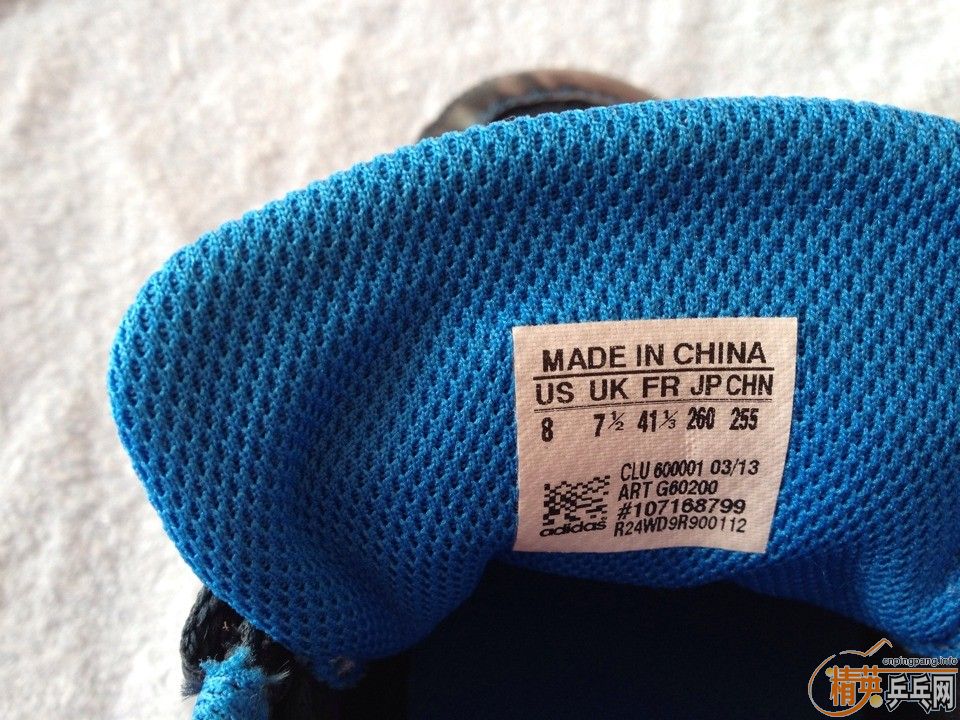 MADE IN CHINA
US UK FR JP CHN
8 7½ 41⅓ 260 255
CLU 600001 03/13
ART G60200
#107168799
R24WD9R900112
adidas
cnpingpang.info
精英乒乓网